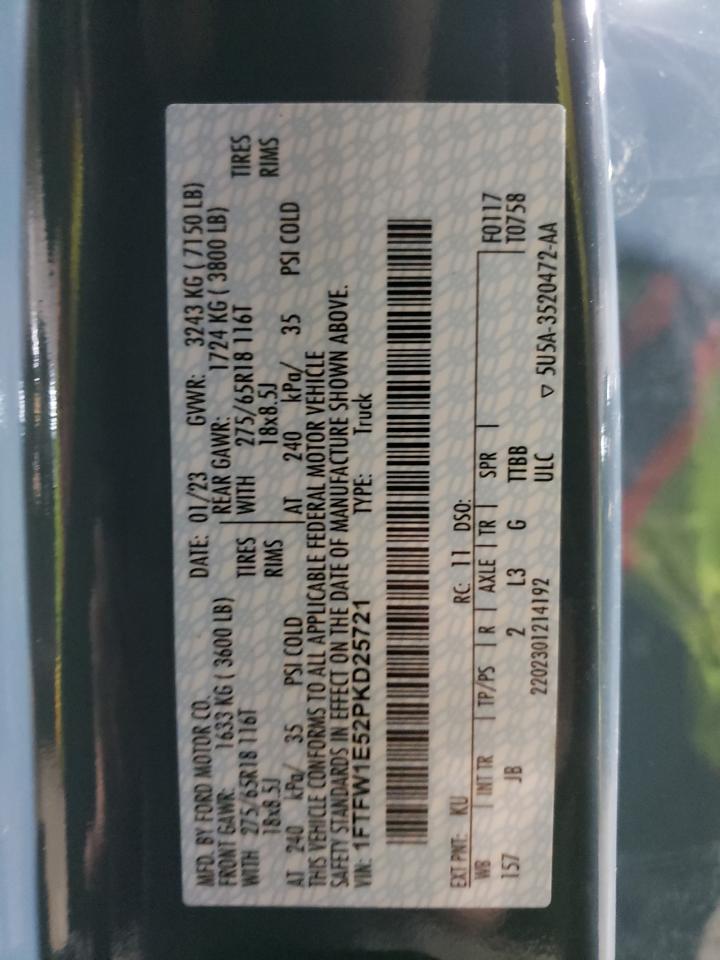 MFD. BY FORD MOTOR CO. DATE: 01/23 GVWR: 3243 KG ( 7150 LB)
FRONT GAWR: 1633 KG ( 3600 LB) REAR GAWR: 1724 KG ( 3800 LB)
WITH 275/65R18 116T TIRES WITH 275/65R18 116T TIRES
18x8.5J RIMS 18x8.5J RIMS
AT 240 kPa/ 35 PSI COLD AT 240 kPa/ 35 PSI COLD
THIS VEHICLE CONFORMS TO ALL APPLICABLE FEDERAL MOTOR VEHICLE
SAFETY STANDARDS IN EFFECT ON THE DATE OF MANUFACTURE SHOWN ABOVE.
VIN: 1FTFW1E52PKD25721 TYPE: Truck
EXT PNT: KU RC: 11 DSO:
WB INT TR TP/PS R AXLE TR SPR F0117
157 JB 2 L3 G TTBB T0758
ULC
2202301214192 ▽ 5U5A-3520472-AA